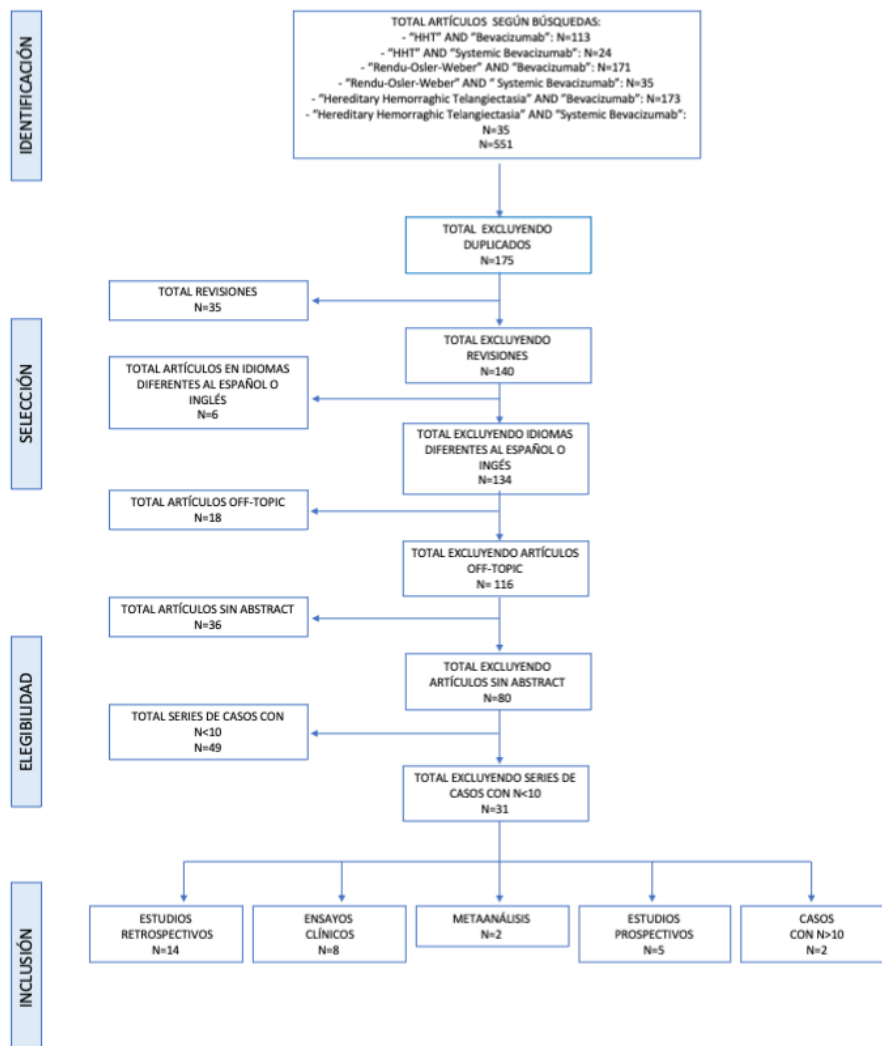 IDENTIFICACIÓN
TOTAL ARTÍCULOS SEGÚN BÚSQUEDAS:
- "HHT" AND "Bevacizumab": N=113
- "HHT" AND "Systemic Bevacizumab": N=24
- "Rendu-Osler-Weber" AND "Bevacizumab": N=171
- "Rendu-Osler-Weber" AND " Systemic Bevacizumab": N=35
- "Hereditary Hemorraghic Telangiectasia" AND "Bevacizumab": N=173
- "Hereditary Hemorraghic Telangiectasia" AND "Systemic Bevacizumab":
N=35
N=551
TOTAL EXCLUYENDO
DUPLICADOS
N=175
TOTAL REVISIONES
N=35
SELECCIÓN
TOTAL EXCLUYENDO
REVISIONES
N=140
TOTAL ARTÍCULOS EN IDIOMAS
DIFERENTES AL ESPAÑOL O
INGLÉS
N=6
TOTAL EXCLUYENDO IDIOMAS
DIFERENTES AL ESPAÑOL O
INGÉS
N=134
TOTAL ARTÍCULOS OFF-TOPIC
N=18
TOTAL EXCLUYENDO ARTÍCULOS
OFF-TOPIC
N= 116
TOTAL ARTÍCULOS SIN ABSTRACT
N=36
ELEGIBILIDAD
TOTAL EXCLUYENDO
ARTÍCULOS SIN ABSTRACT
N=80
TOTAL SERIES DE CASOS CON
N<10
N=49
TOTAL EXCLUYENDO SERIES DE
CASOS CON N<10
N=31
INCLUSIÓN
ESTUDIOS
RETROSPECTIVOS
N=14
ENSAYOS
CLÍNICOS
N=8
METAANÁLISIS
N=2
ESTUDIOS
PROSPECTIVOS
N=5
CASOS
CON N>10
N=2